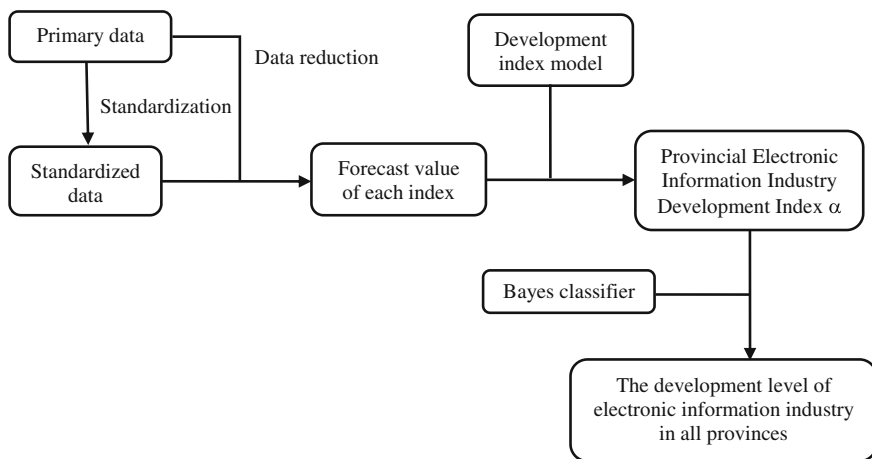 Primary data
Data reduction
Standardization
Standardized
data
Forecast value
of each index
Development
index model
Provincial Electronic
Information Industry
Development Index α
Bayes classifier
The development level of
electronic information industry
in all provinces